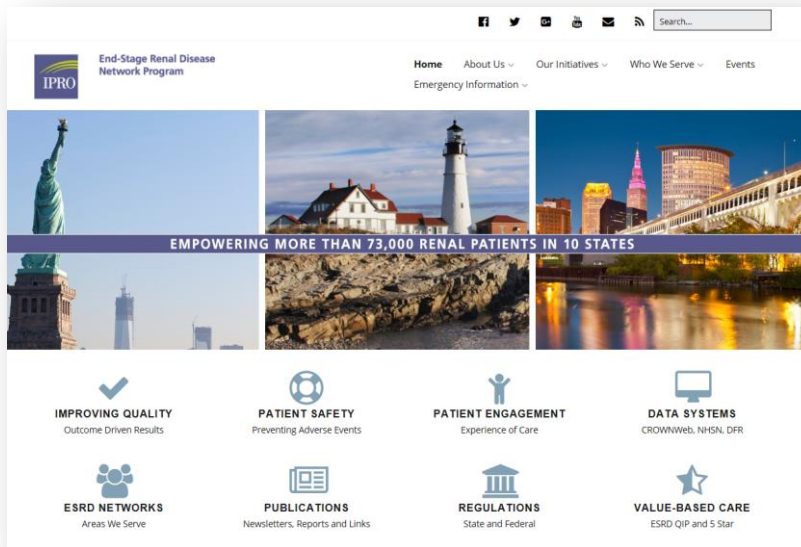 Search...
End-Stage Renal Disease
Network Program
IPRO
Home About Us Our Initiatives Who We Serve Events
Emergency Information
EMPOWERING MORE THAN 73,000 RENAL PATIENTS IN 10 STATES
IMPROVING QUALITY PATIENT SAFETY PATIENT ENGAGEMENT DATA SYSTEMS
Outcome Driven Results Preventing Adverse Events Experience of Care CROWNWeb, NHSN, DFR
ESRD NETWORKS PUBLICATIONS REGULATIONS VALUE-BASED CARE
Areas We Serve Newsletters, Reports and Links State and Federal ESRD QIP and 5 Star